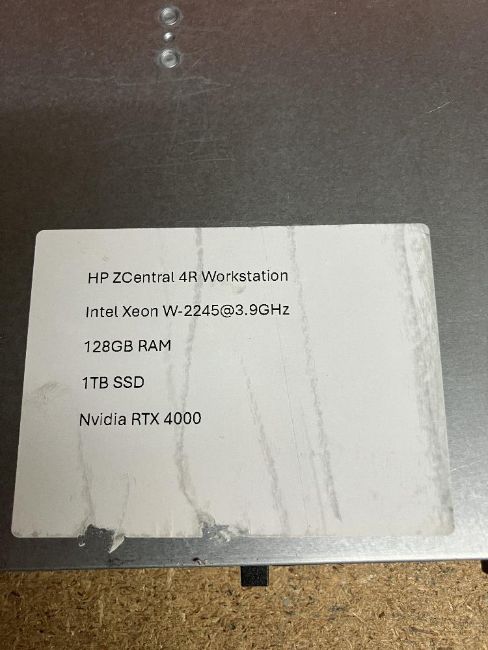 HP ZCentral 4R Workstation
Intel Xeon W-2245@3.9GHz
128GB RAM
1TB SSD
Nvidia RTX 4000